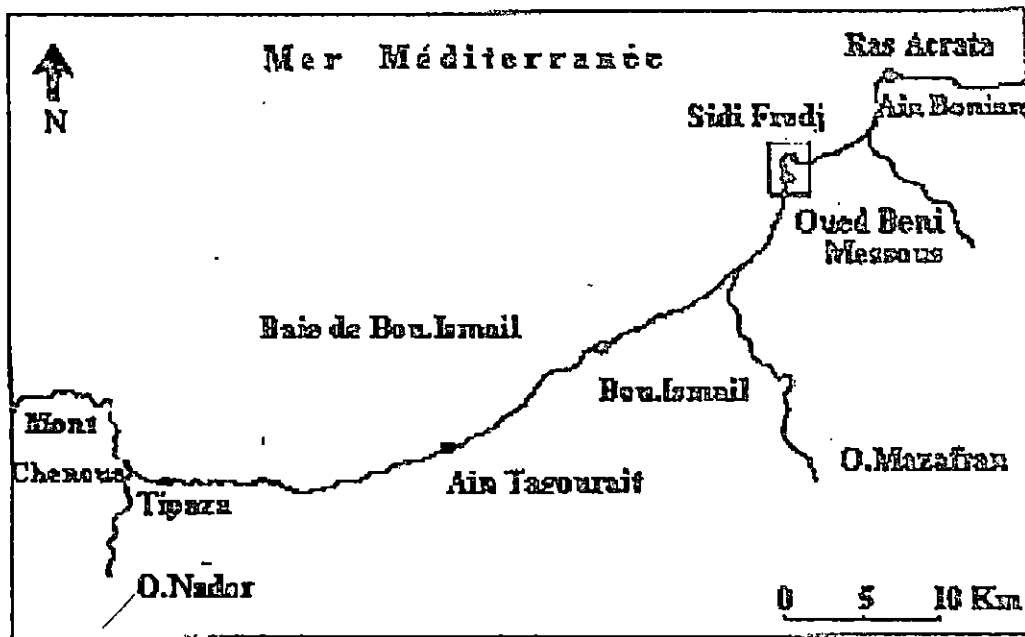 Mer Méditerranée
Ras Acrata
N
Ain Benian
Sidi Fredj
Oued Beni
Messous
Baie de Bou.Ismail
Bou.Ismail
Mont
Chenoua
O.Mazafran
Ain Tagourait
Tipaza
O.Nador
0 5 10 Km